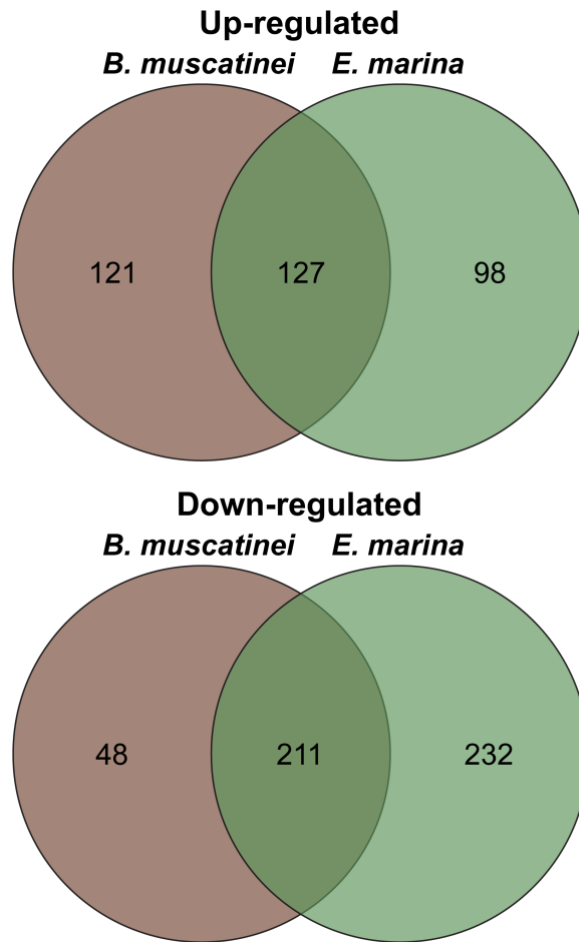 Up-regulated
B. muscatinei E. marina
121 127 98
Down-regulated
B. muscatinei E. marina
48 211 232